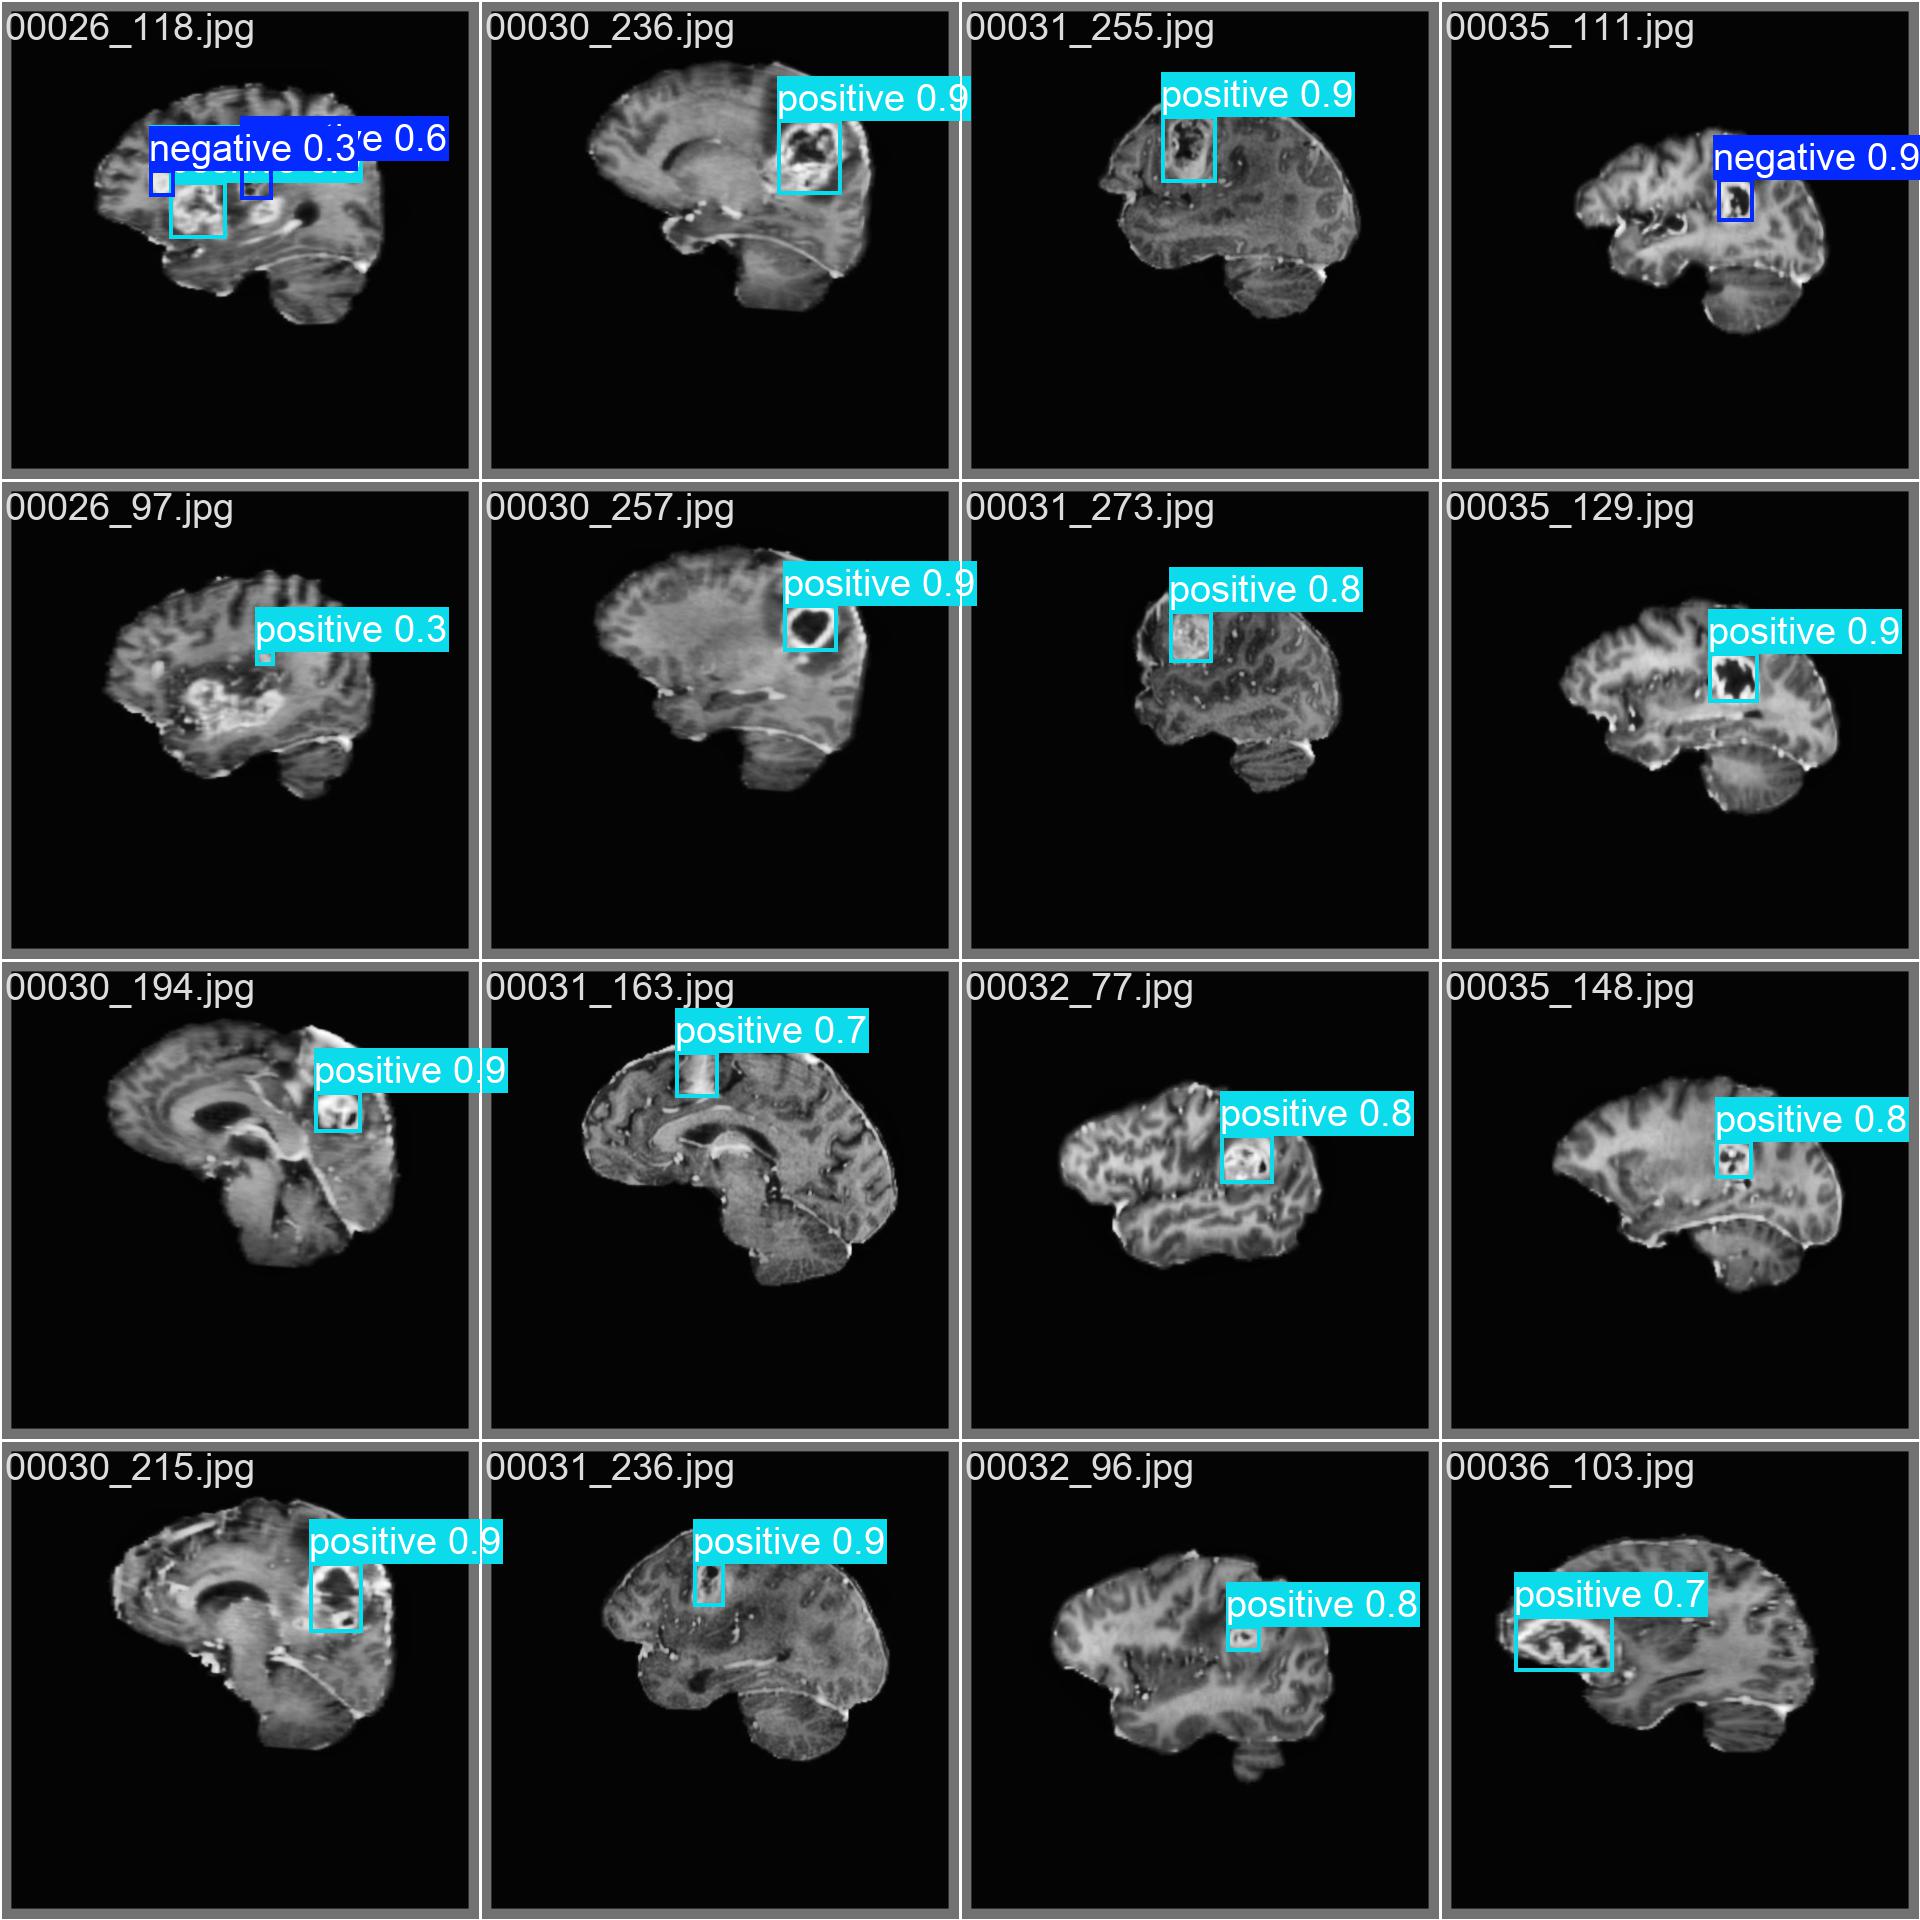 00026_118.jpg
negative 0.3
ve 0.6
00030_236.jpg
positive 0.9
00031_255.jpg
positive 0.9
00035_111.jpg
negative 0.9
00026_97.jpg
positive 0.3
00030_257.jpg
positive 0.9
00031_273.jpg
positive 0.8
00035_129.jpg
positive 0.9
00030_194.jpg
positive 0.9
00031_163.jpg
positive 0.7
00032_77.jpg
positive 0.8
00035_148.jpg
positive 0.8
00030_215.jpg
positive 0.9
00031_236.jpg
positive 0.9
00032_96.jpg
positive 0.8
00036_103.jpg
positive 0.7